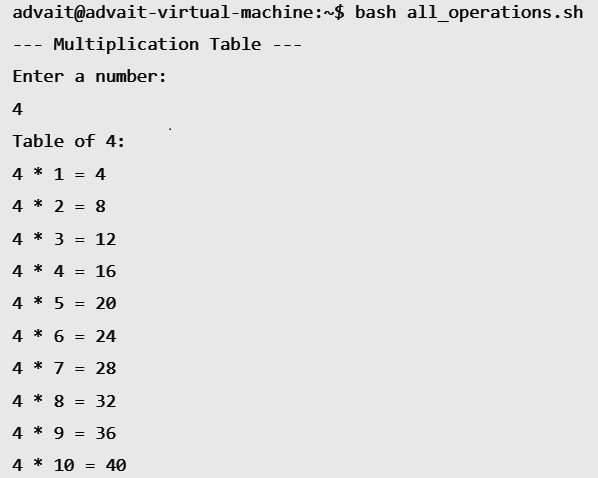 advait@advait-virtual-machine:~$ bash all_operations.sh
--- Multiplication Table ---
Enter a number:
4
Table of 4:
4 * 1 = 4
4 * 2 = 8
4 * 3 = 12
4 * 4 = 16
4 * 5 = 20
4 * 6 = 24
4 * 7 = 28
4 * 8 = 32
4 * 9 = 36
4 * 10 = 40